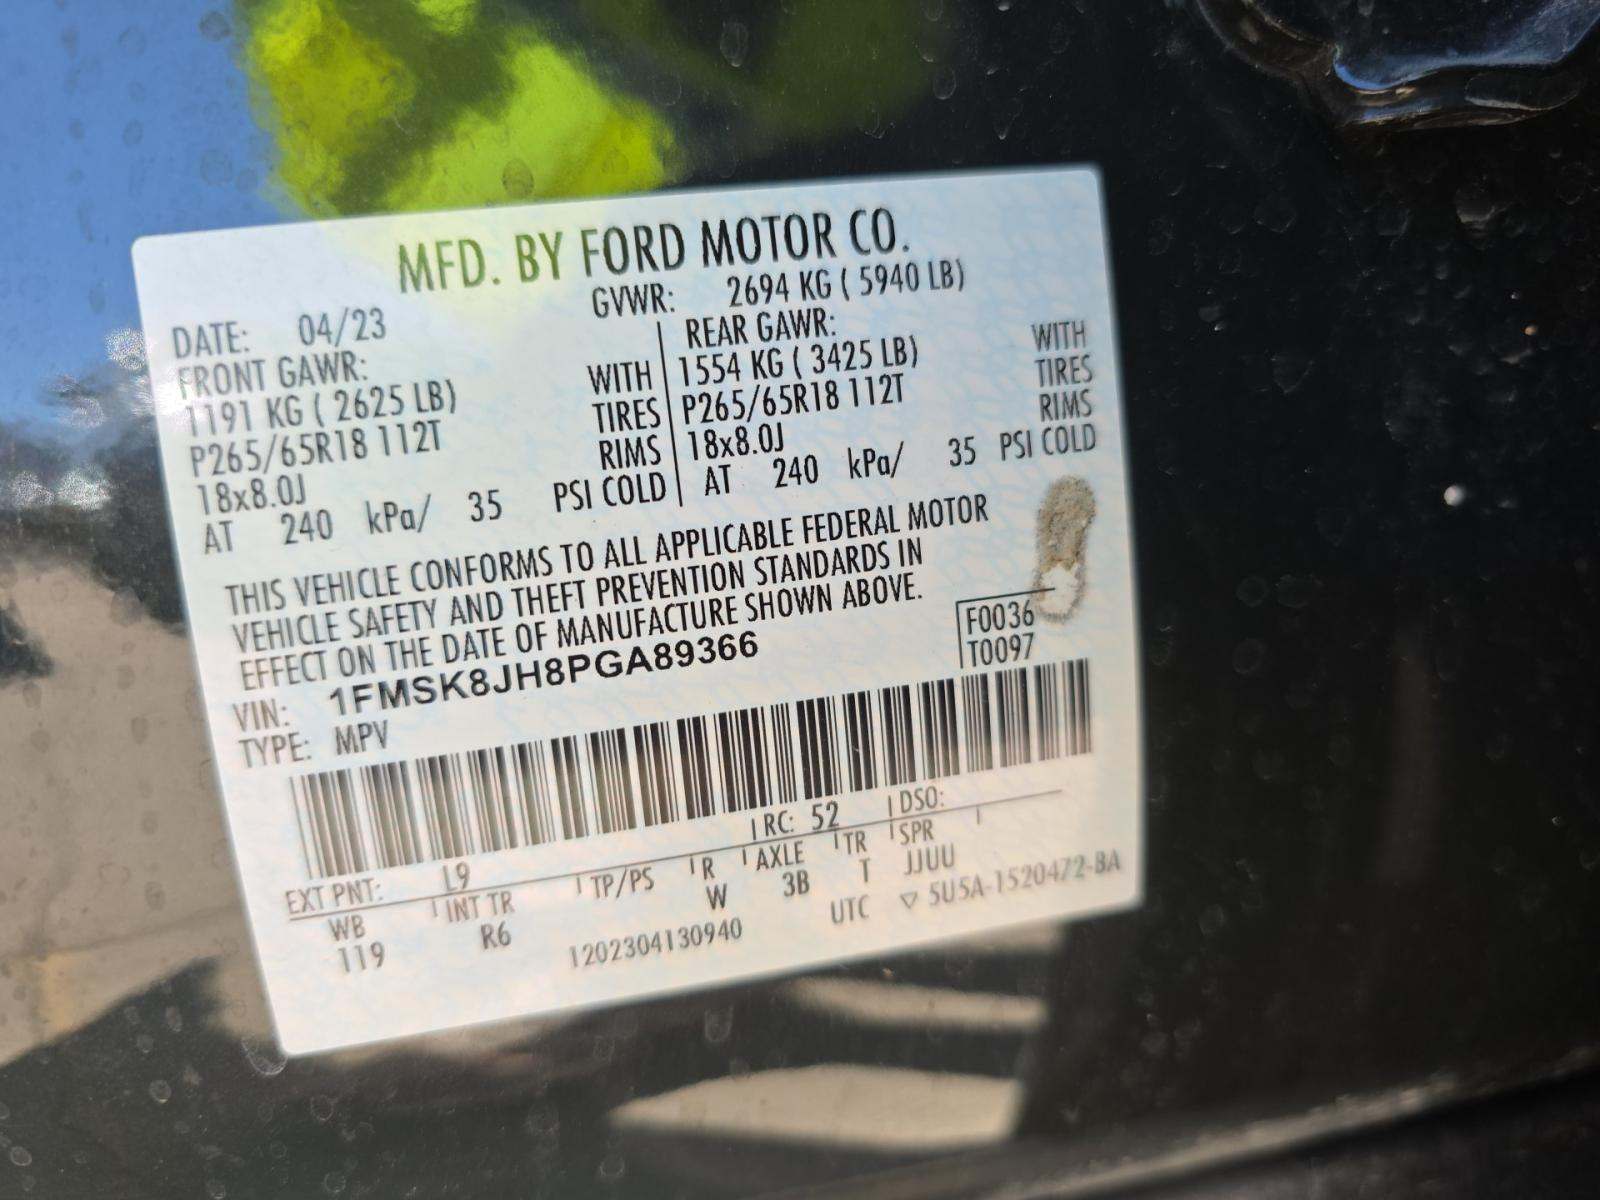 MFD. BY FORD MOTOR CO.
DATE: 04/23 GVWR: 2694 KG ( 5940 LB)
FRONT GAWR: REAR GAWR:
1191 KG ( 2625 LB) WITH 1554 KG ( 3425 LB) WITH
P265/65R18 112T TIRES P265/65R18 112T TIRES
18x8.0J RIMS 18x8.0J RIMS
AT 240 kPa/ 35 PSI COLD AT 240 kPa/ 35 PSI COLD
THIS VEHICLE CONFORMS TO ALL APPLICABLE FEDERAL MOTOR
VEHICLE SAFETY AND THEFT PREVENTION STANDARDS IN
EFFECT ON THE DATE OF MANUFACTURE SHOWN ABOVE.
F0036
VIN: 1FMSK8JH8PGA89366 T0097
TYPE: MPV
EXT PNT: L9 RC: 52 DSO:
WB INT TR TP/PS R AXLE TR SPR
119 R6 W 3B T JJUU
1202304130940 UTC ▽ 5U5A-1520472-BA